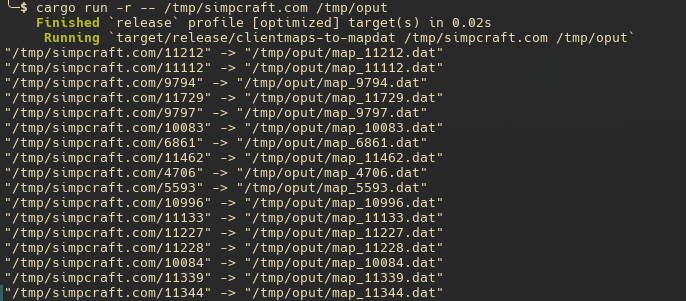 ╰─$ cargo run -r -- /tmp/simpcraft.com /tmp/oput
    Finished `release` profile [optimized] target(s) in 0.02s
     Running `target/release/clientmaps-to-mapdat /tmp/simpcraft.com /tmp/oput`
"/tmp/simpcraft.com/11212" -> "/tmp/oput/map_11212.dat"
"/tmp/simpcraft.com/11112" -> "/tmp/oput/map_11112.dat"
"/tmp/simpcraft.com/9794" -> "/tmp/oput/map_9794.dat"
"/tmp/simpcraft.com/11729" -> "/tmp/oput/map_11729.dat"
"/tmp/simpcraft.com/9797" -> "/tmp/oput/map_9797.dat"
"/tmp/simpcraft.com/10083" -> "/tmp/oput/map_10083.dat"
"/tmp/simpcraft.com/6861" -> "/tmp/oput/map_6861.dat"
"/tmp/simpcraft.com/11462" -> "/tmp/oput/map_11462.dat"
"/tmp/simpcraft.com/4706" -> "/tmp/oput/map_4706.dat"
"/tmp/simpcraft.com/5593" -> "/tmp/oput/map_5593.dat"
"/tmp/simpcraft.com/10996" -> "/tmp/oput/map_10996.dat"
"/tmp/simpcraft.com/11133" -> "/tmp/oput/map_11133.dat"
"/tmp/simpcraft.com/11227" -> "/tmp/oput/map_11227.dat"
"/tmp/simpcraft.com/11228" -> "/tmp/oput/map_11228.dat"
"/tmp/simpcraft.com/10084" -> "/tmp/oput/map_10084.dat"
"/tmp/simpcraft.com/11339" -> "/tmp/oput/map_11339.dat"
"/tmp/simpcraft.com/11344" -> "/tmp/oput/map_11344.dat"